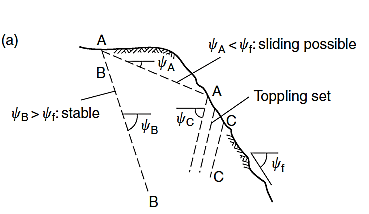 (a)
A
ψA < ψf: sliding possible
B
ψA
A
Toppling set
ψB > ψf: stable
ψB
ψC
C
ψf
C
B